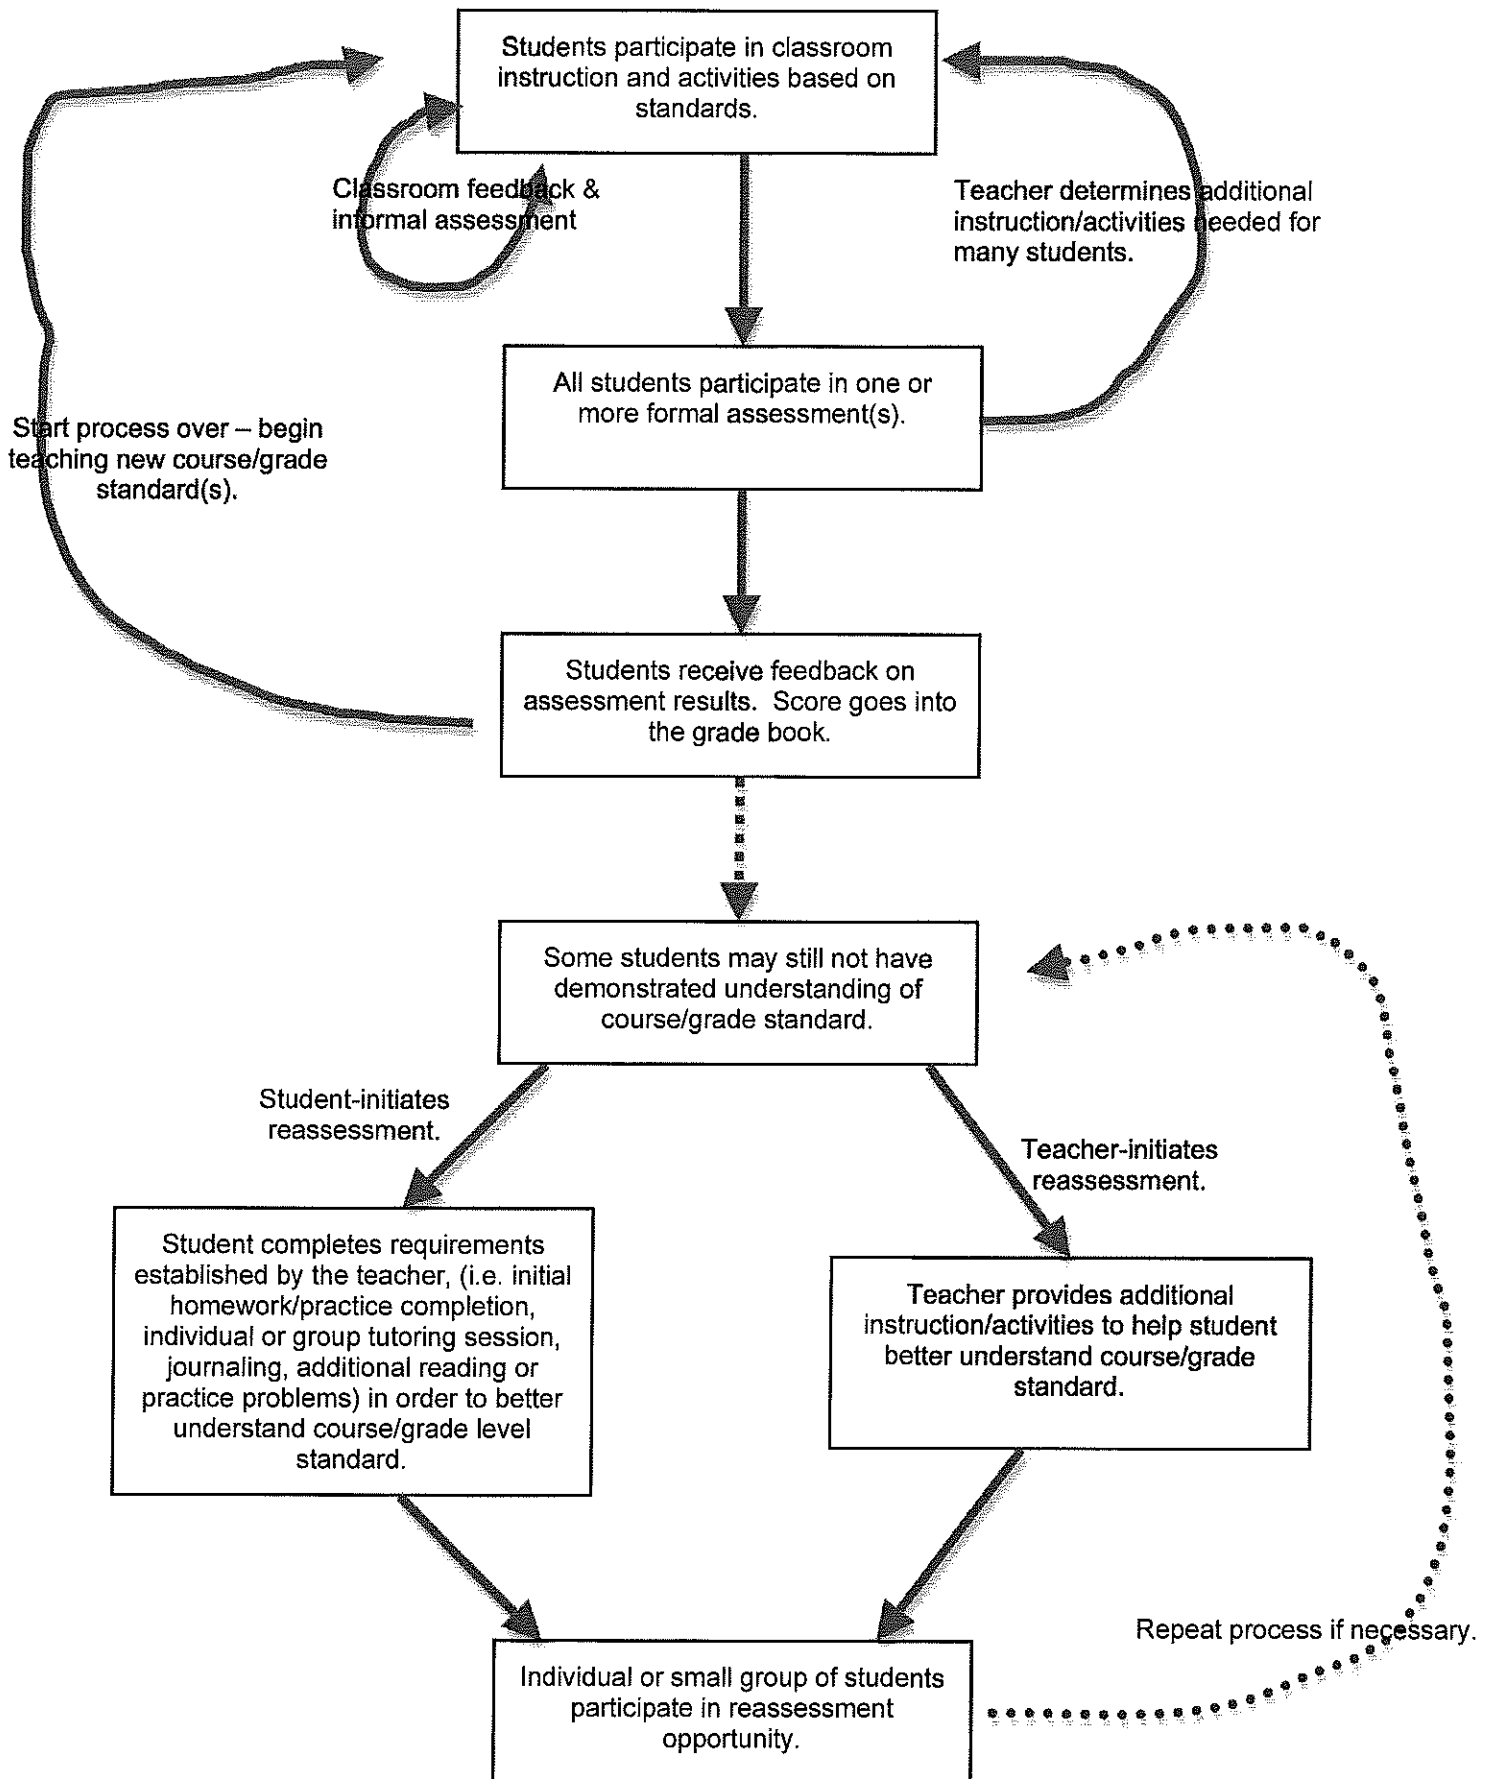 Students participate in classroom
instruction and activities based on
standards.
Classroom feedback &
informal assessment
Teacher determines additional
instruction/activities needed for
many students.
All students participate in one or
more formal assessment(s).
Start process over – begin
teaching new course/grade
standard(s).
Students receive feedback on
assessment results. Score goes into
the grade book.
Some students may still not have
demonstrated understanding of
course/grade standard.
Student-initiates
reassessment.
Teacher-initiates
reassessment.
Student completes requirements
established by the teacher, (i.e. initial
homework/practice completion,
individual or group tutoring session,
journaling, additional reading or
practice problems) in order to better
understand course/grade level
standard.
Teacher provides additional
instruction/activities to help student
better understand course/grade
standard.
Repeat process if necessary.
Individual or small group of students
participate in reassessment
opportunity.